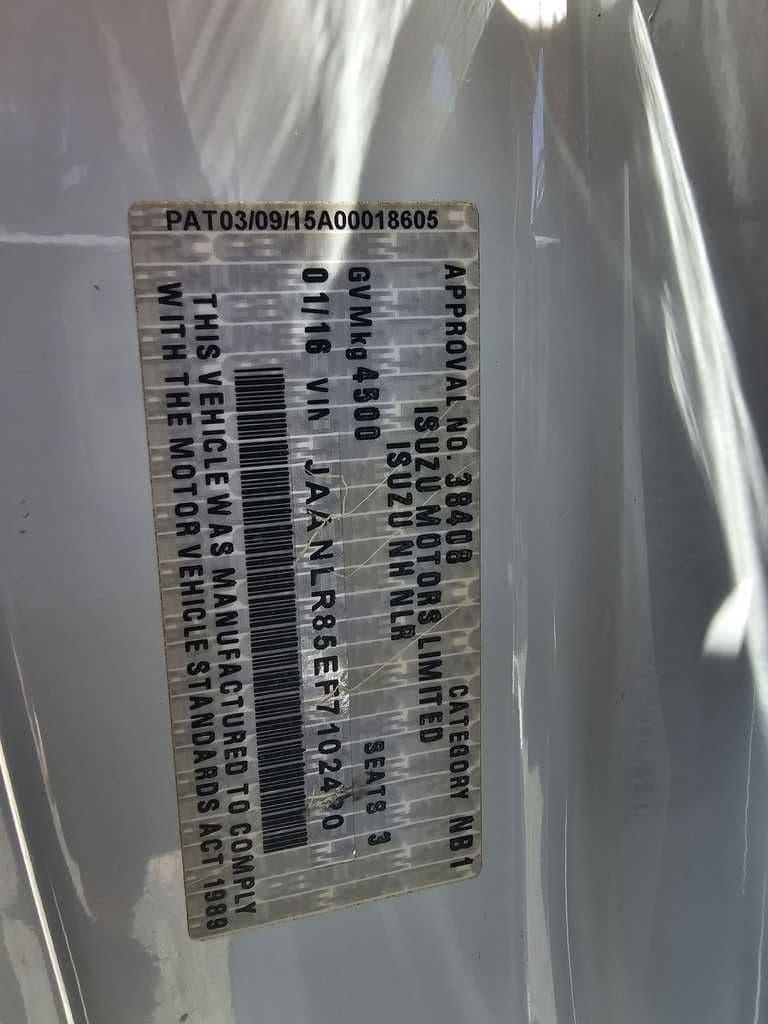 PAT03/09/15A00018605
APPROVAL NO. 38408 CATEGORY NB1
ISUZU MOTORS LIMITED
ISUZU NH NLR
GVMkg 4500 SEATS 3
01/16 VIN
THIS VEHICLE WAS MANUFACTURED TO COMPLY
WITH THE MOTOR VEHICLE STANDARDS ACT 1989